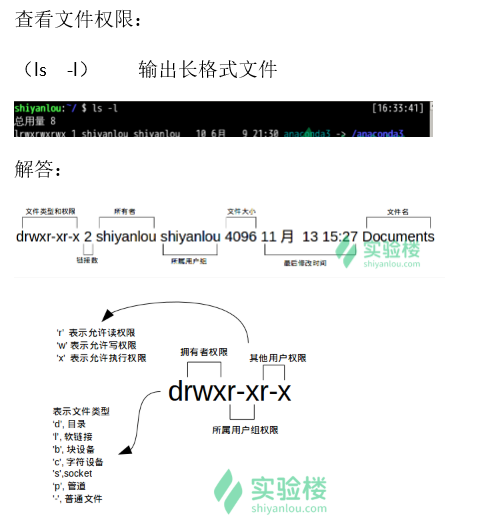 查看文件权限：
（ls -l） 输出长格式文件
shiyanlou:~/ $ ls -l [16:33:41]
总用量 8
lrwxrwxrwx 1 shiyanlou shiyanlou 10 6月 9 21:30 anaconda3 -> /anaconda3
解答：
文件类型和权限 所有者 文件大小 文件名
drwxr-xr-x 2 shiyanlou shiyanlou 4096 11 月 13 15:27 Documents
链接数 所属用户组 最后修改时间
实验楼
shiyanlou.com
'r' 表示允许读权限
'w' 表示允许写权限
'x' 表示允许执行权限
拥有者权限 其他用户权限
drwxr-xr-x
所属用户组权限
表示文件类型
'd', 目录
'l', 软链接
'b', 块设备
'c', 字符设备
's',socket
'p', 管道
'-', 普通文件
实验楼
shiyanlou.com